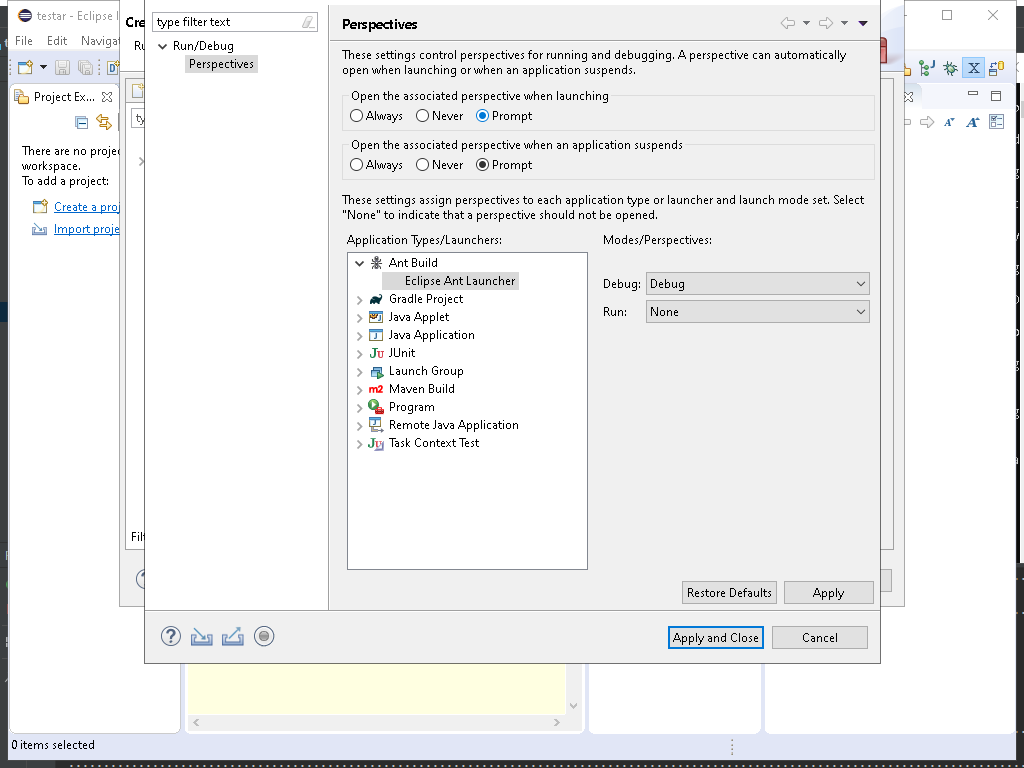 testar - Eclipse I
Cre
File Edit Navigat
Ru
type filter text
Run/Debug
Perspectives
Perspectives
These settings control perspectives for running and debugging. A perspective can automatically
open when launching or when an application suspends.
Open the associated perspective when launching
Always Never Prompt
Open the associated perspective when an application suspends
Always Never Prompt
These settings assign perspectives to each application type or launcher and launch mode set. Select
"None" to indicate that a perspective should not be opened.
Application Types/Launchers:
Modes/Perspectives:
Ant Build
Eclipse Ant Launcher
Gradle Project
Java Applet
Java Application
JUnit
Launch Group
Maven Build
Program
Remote Java Application
Task Context Test
Debug: Debug
Run: None
Restore Defaults Apply
Apply and Close Cancel
Project Ex...
There are no projec
workspace.
To add a project:
Create a proj
Import proje
ty
Filt
0 items selected